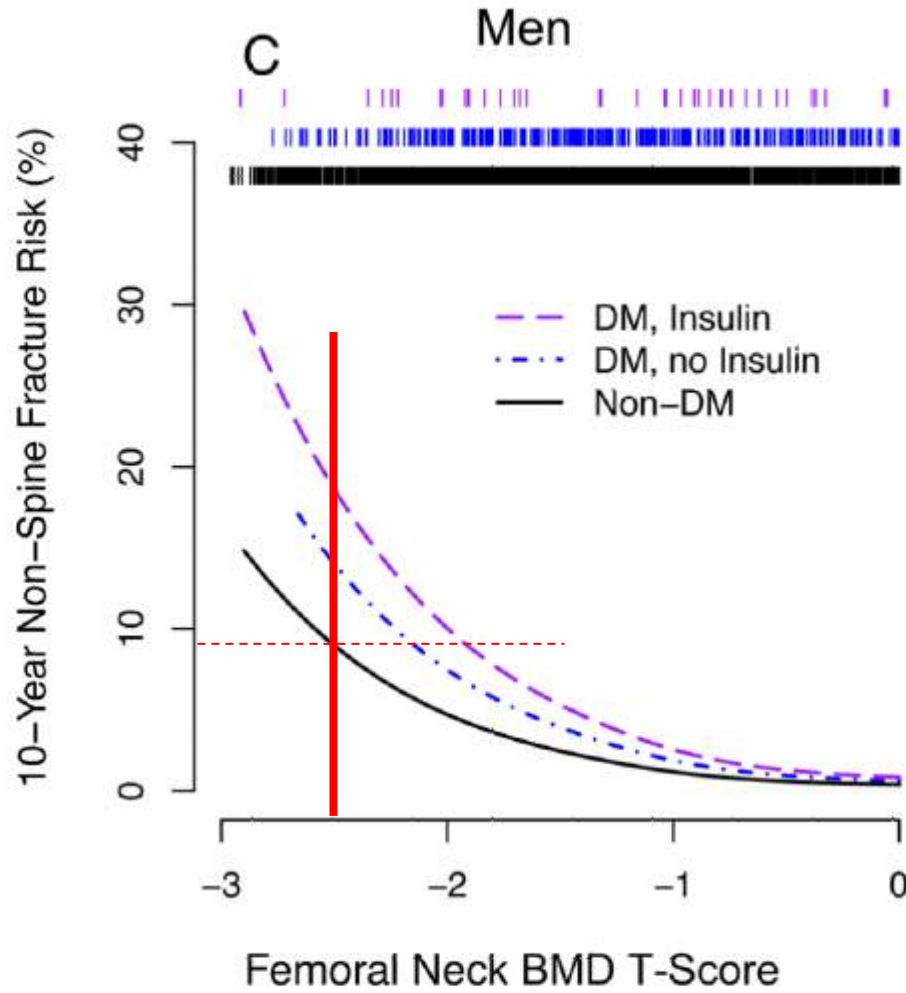 C
Men
10−Year Non−Spine Fracture Risk (%)
40
30
20
10
0
DM, Insulin
DM, no Insulin
Non−DM
−3
−2
−1
0
Femoral Neck BMD T-Score